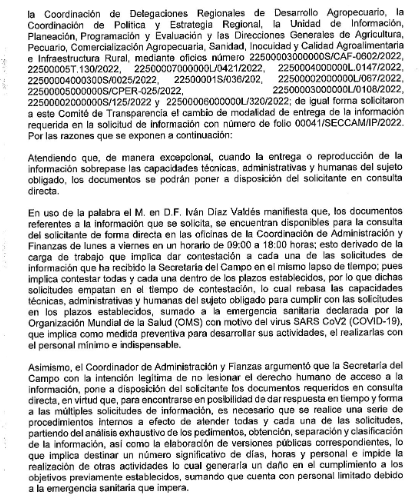 la Coordinación de Delegaciones Regionales de Desarrollo Agropecuario, la
Coordinación de Política y Estrategia Regional, la Unidad de Información,
Planeación, Programación y Evaluación y las Direcciones Generales de Agricultura,
Pecuario, Comercialización Agropecuaria, Sanidad, Inocuidad y Calidad Agroalimentaria
e Infraestructura Rural, mediante oficios número 22500003000000S/CAF-0602/2022,
22500005T.130/2022, 22500007000000L/0421/2022, 22500004000000L.0147/2022,
22500004000300S/0025/2022, 22500001S/036/202, 22500002000000L/067/2022,
22500005000000S/CPER-025/2022, 22500003000000L/0108/2022,
22500002000000S/125/2022 y 22500006000000L/320/2022; de igual forma solicitaron
a este Comité de Transparencia el cambio de modalidad de entrega de la información
requerida en la solicitud de información con número de folio 00041/SECCAM/IP/2022.
Por las razones que se exponen a continuación:
Atendiendo que, de manera excepcional, cuando la entrega o reproducción de la
información sobrepase las capacidades técnicas, administrativas y humanas del sujeto
obligado, los documentos se podrán poner a disposición del solicitante en consulta
directa.
En uso de la palabra el M. en D.F. Iván Díaz Valdés manifiesta que, los documentos
referentes a la información que se solicita, se encuentran disponibles para la consulta
del solicitante de forma directa en las oficinas de la Coordinación de Administración y
Finanzas de lunes a viernes en un horario de 09:00 a 18:00 horas; esto derivado de la
carga de trabajo que implica dar contestación a cada una de las solicitudes de
información que ha recibido la Secretaría del Campo en el mismo lapso de tiempo; pues
implica contestar todas y cada una dentro de los plazos establecidos, por lo que dichas
solicitudes empatan en el tiempo de contestación, lo cual rebasa las capacidades
técnicas, administrativas y humanas del sujeto obligado para cumplir con las solicitudes
en los plazos establecidos, sumado a la emergencia sanitaria declarada por la
Organización Mundial de la Salud (OMS) con motivo del virus SARS CoV2 (COVID-19),
que implica como medida preventiva para desarrollar sus actividades, el realizarlas con
el personal mínimo e indispensable.
Asimismo, el Coordinador de Administración y Fianzas argumentó que la Secretaría del
Campo con la intención legítima de no lesionar el derecho humano de acceso a la
información, pone a disposición del solicitante los documentos requeridos en consulta
directa, en virtud que, para encontrarse en posibilidad de dar respuesta en tiempo y forma
a las múltiples solicitudes de información, es necesario que se realice una serie de
procedimientos internos a efecto de atender todas y cada una de las solicitudes,
partiendo del análisis exhaustivo de los pedimentos, obtención, separación y clasificación
de la información, así como la elaboración de versiones públicas correspondientes, lo
que implica destinar un número significativo de días, horas y personal e impide la
realización de otras actividades lo cual generaría un daño en el cumplimiento a los
objetivos previamente establecidos, sumando que cuenta con personal limitado debido
a la emergencia sanitaria que impera.